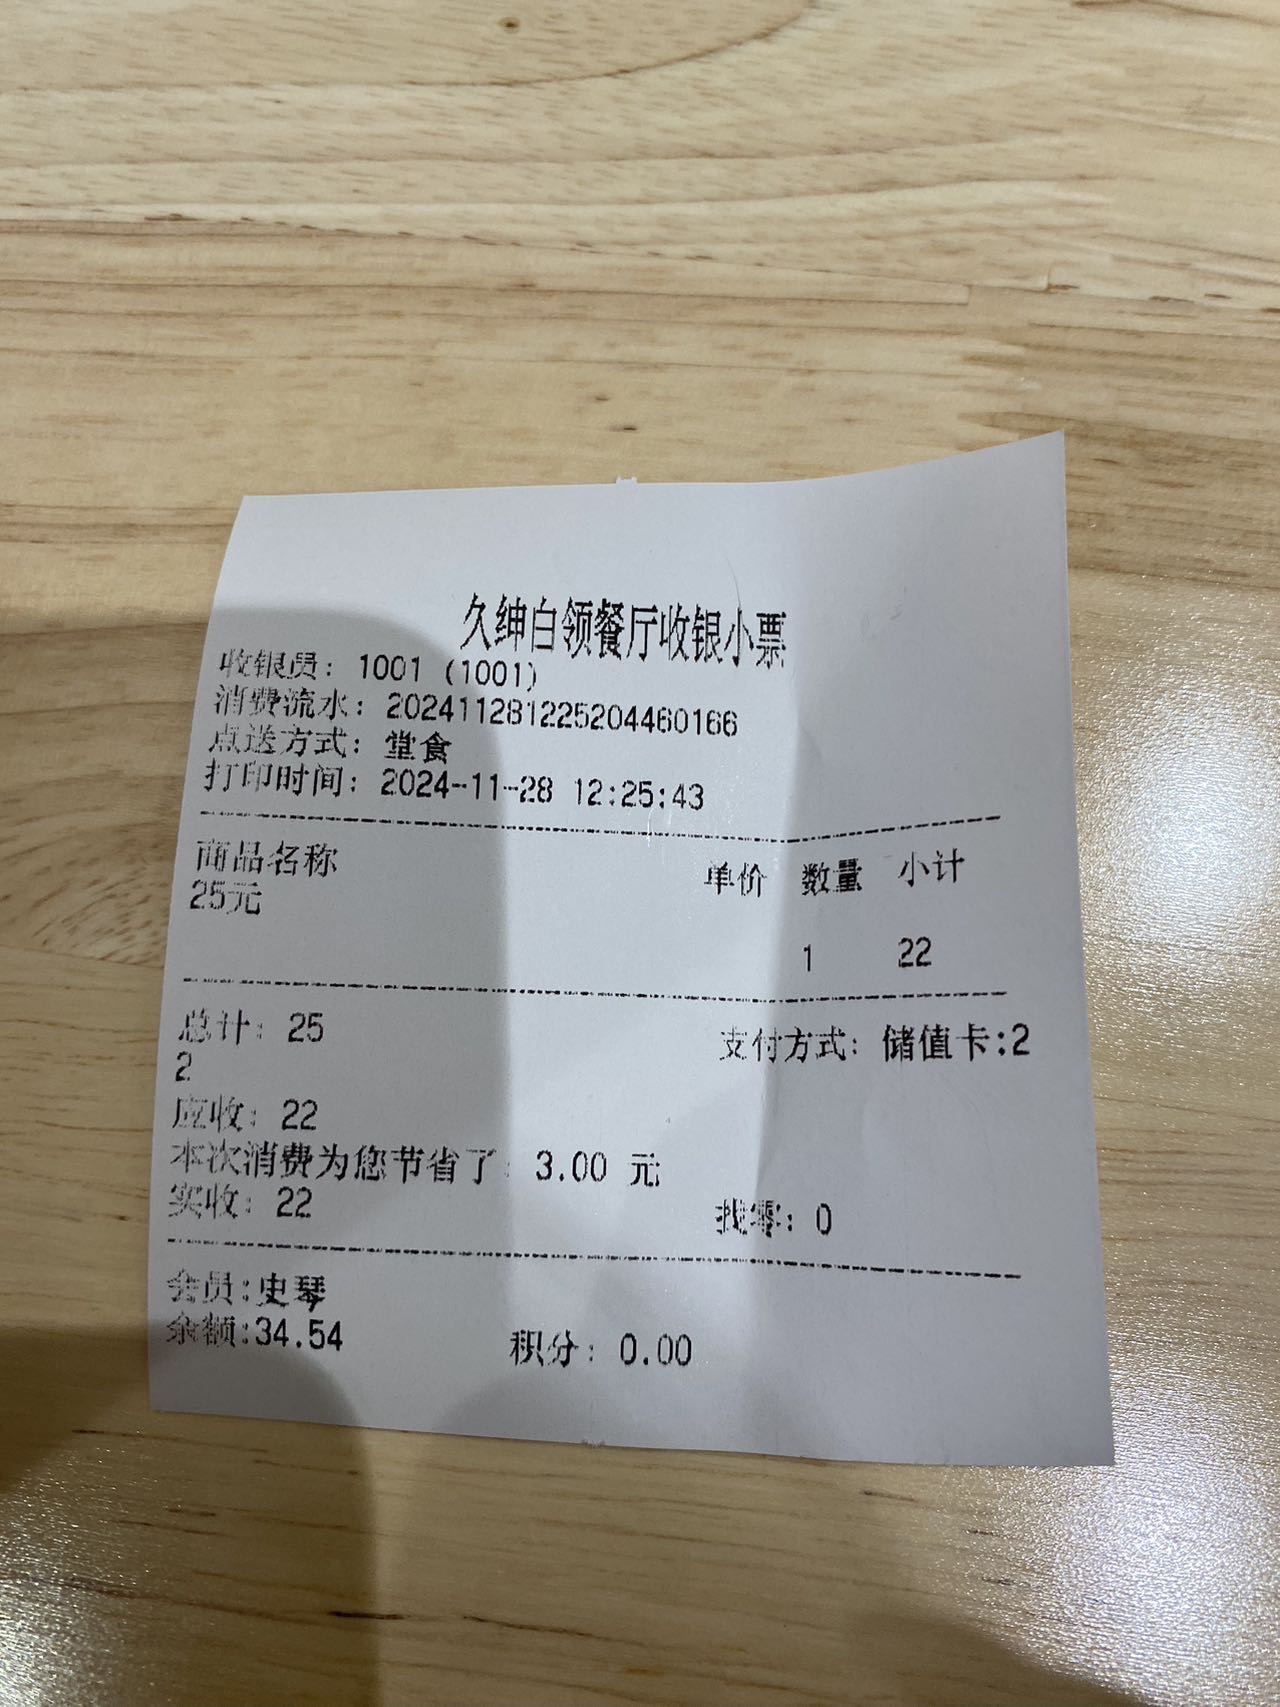 久绅白领餐厅收银小票
收银员: 1001 (1001)
消费流水: 20241128122520446​0166
点送方式: 堂食
打印时间: 2024-11-28 12:25:43
商品名称 单价 数量 小计
25元
1 22
总计: 25 支付方式: 储值卡:2
2
应收: 22
本次消费为您节省了: 3.00 元
实收: 22 找零: 0
会员:史琴
余额:34.54 积分: 0.00